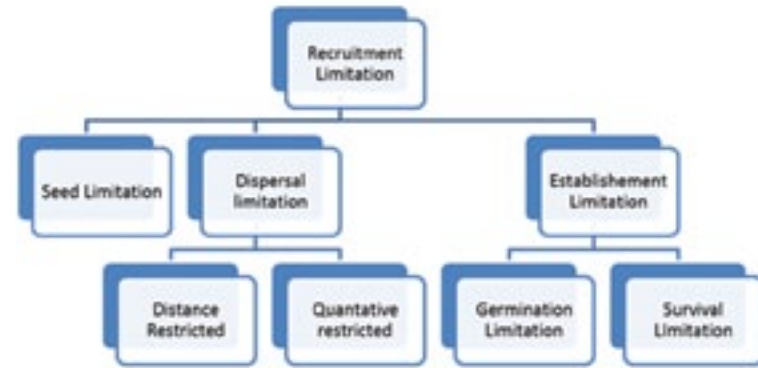 Recruitment
Limitation
Seed Limitation
Dispersal
limitation
Establishement
Limitation
Distance
Restricted
Quantative
restricted
Germination
Limitation
Survival
LImitation